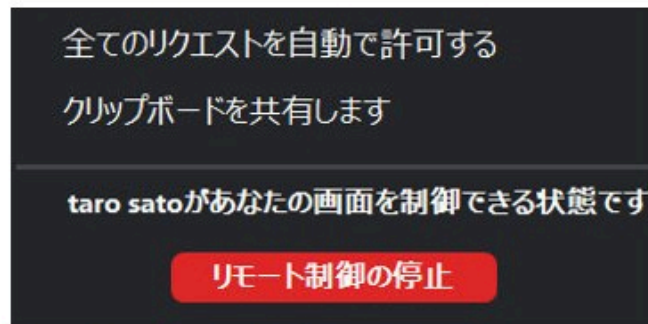 全てのリクエストを自動で許可する
クリップボードを共有します
taro satoがあなたの画面を制御できる状態です
リモート制御の停止